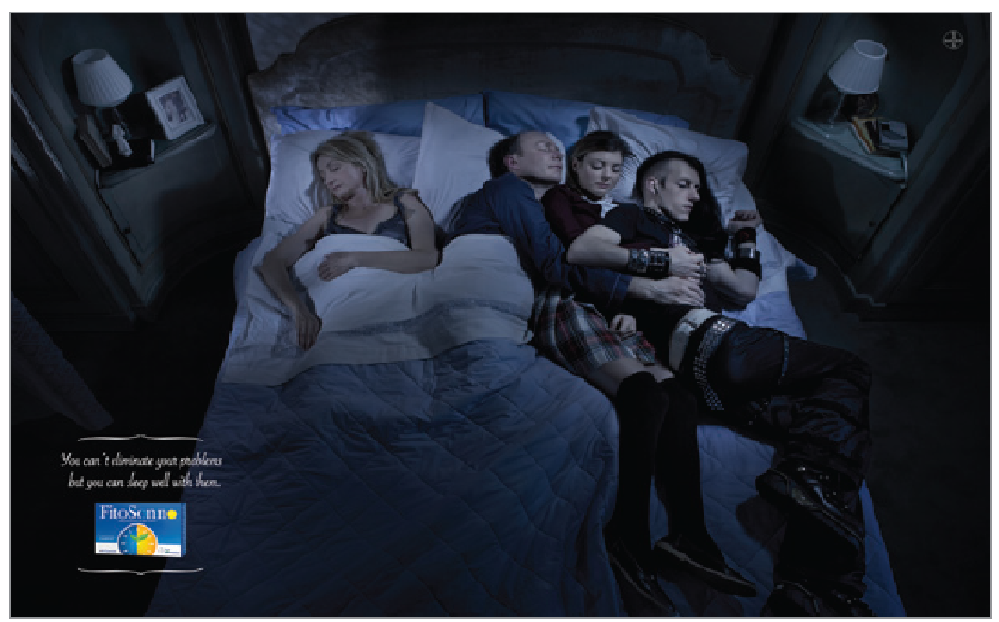 You can't eliminate your problems
but you can sleep well with them.
FitoSonno